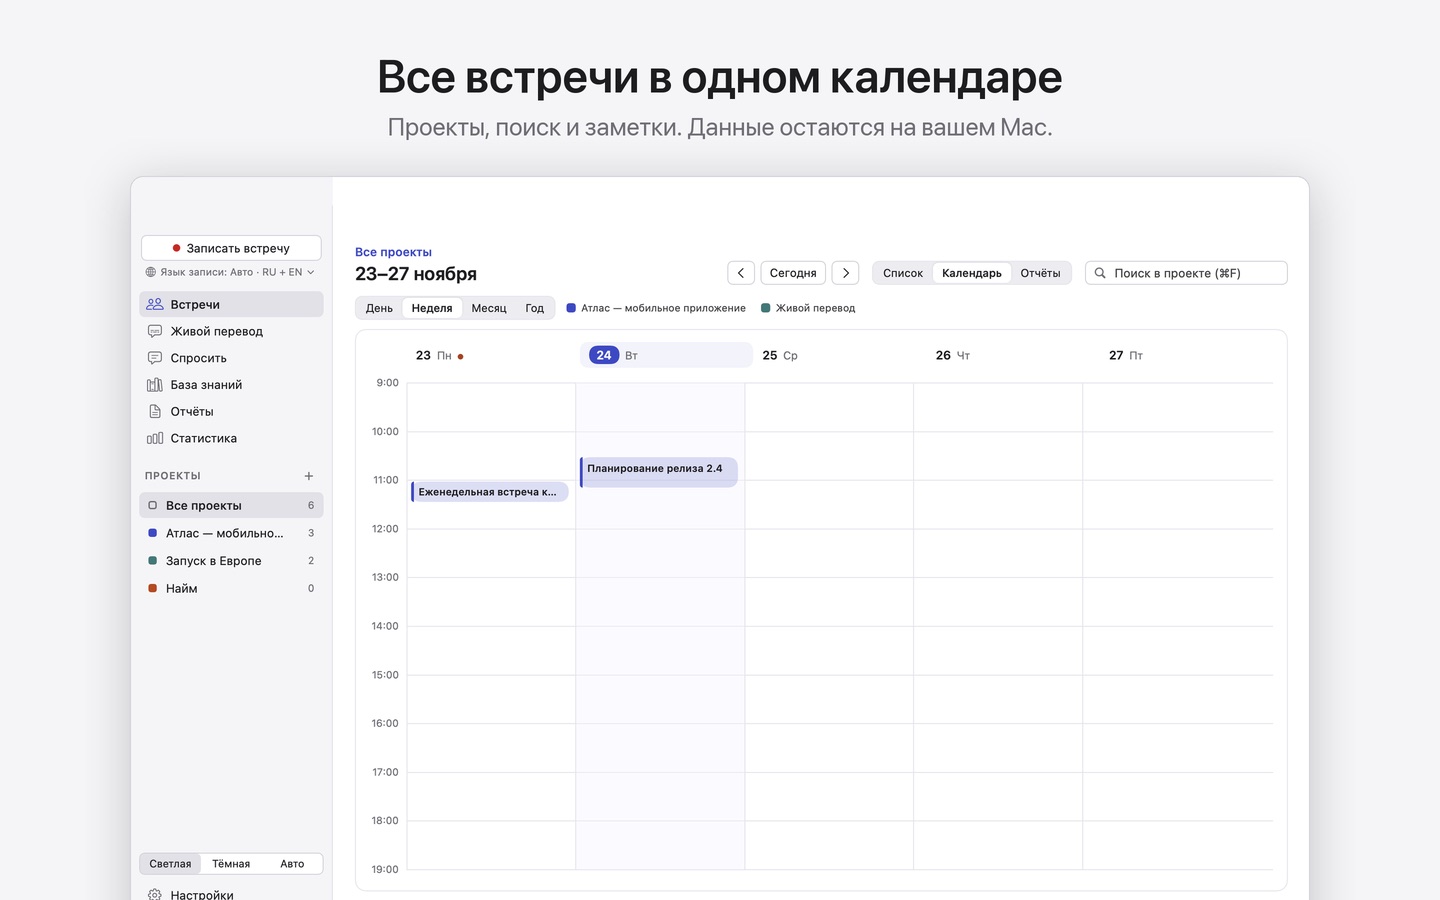 Все встречи в одном календаре
Проекты, поиск и заметки. Данные остаются на вашем Mac.
Записать встречу
Язык записи: Авто · RU + EN
Встречи
Живой перевод
Спросить
База знаний
Отчёты
Статистика
ПРОЕКТЫ +
Все проекты 6
Атлас — мобильно... 3
Запуск в Европе 2
Найм 0
Светлая Тёмная Авто
Настройки
Все проекты
23–27 ноября
Сегодня
Список Календарь Отчёты
Поиск в проекте (⌘F)
День Неделя Месяц Год
Атлас — мобильное приложение
Живой перевод
23 Пн
24 Вт
25 Ср
26 Чт
27 Пт
9:00
10:00
Планирование релиза 2.4
11:00
Еженедельная встреча к...
12:00
13:00
14:00
15:00
16:00
17:00
18:00
19:00